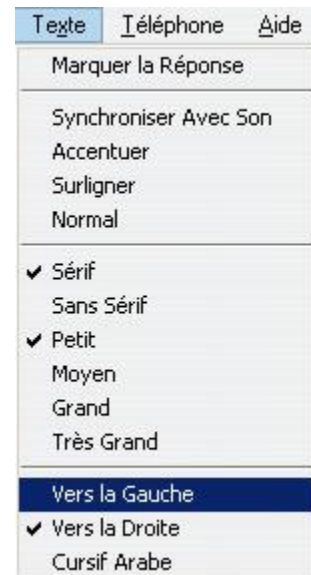 Texte Téléphone Aide
Marquer la Réponse
Synchroniser Avec Son
Accentuer
Surligner
Normal
✔ Sérif
Sans Sérif
✔ Petit
Moyen
Grand
Très Grand
Vers la Gauche
✔ Vers la Droite
Cursif Arabe